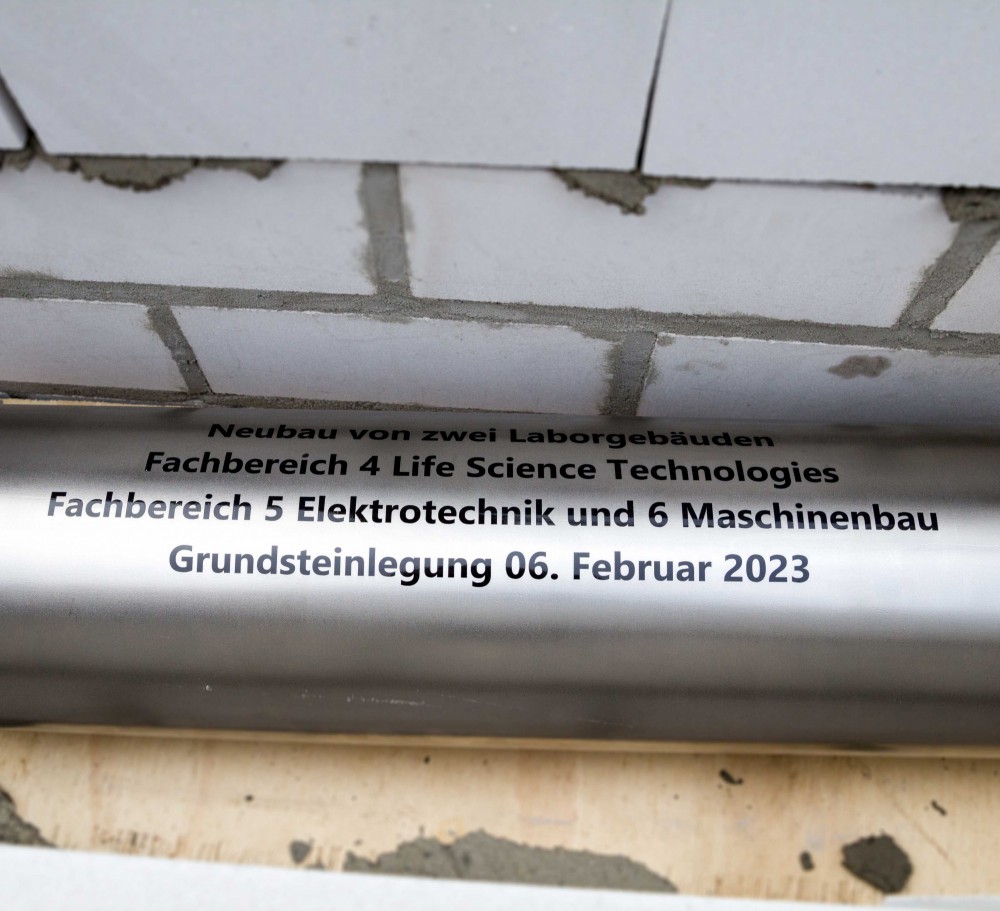 Neubau von zwei Laborgebäuden
Fachbereich 4 Life Science Technologies
Fachbereich 5 Elektrotechnik und 6 Maschinenbau
Grundsteinlegung 06. Februar 2023